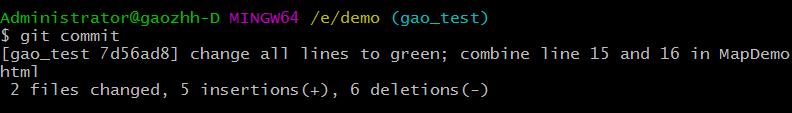 Administrator@gaozhh-D MINGW64 /e/demo (gao_test)
$ git commit
[gao_test 7d56ad8] change all lines to green; combine line 15 and 16 in MapDemo
html
 2 files changed, 5 insertions(+), 6 deletions(-)